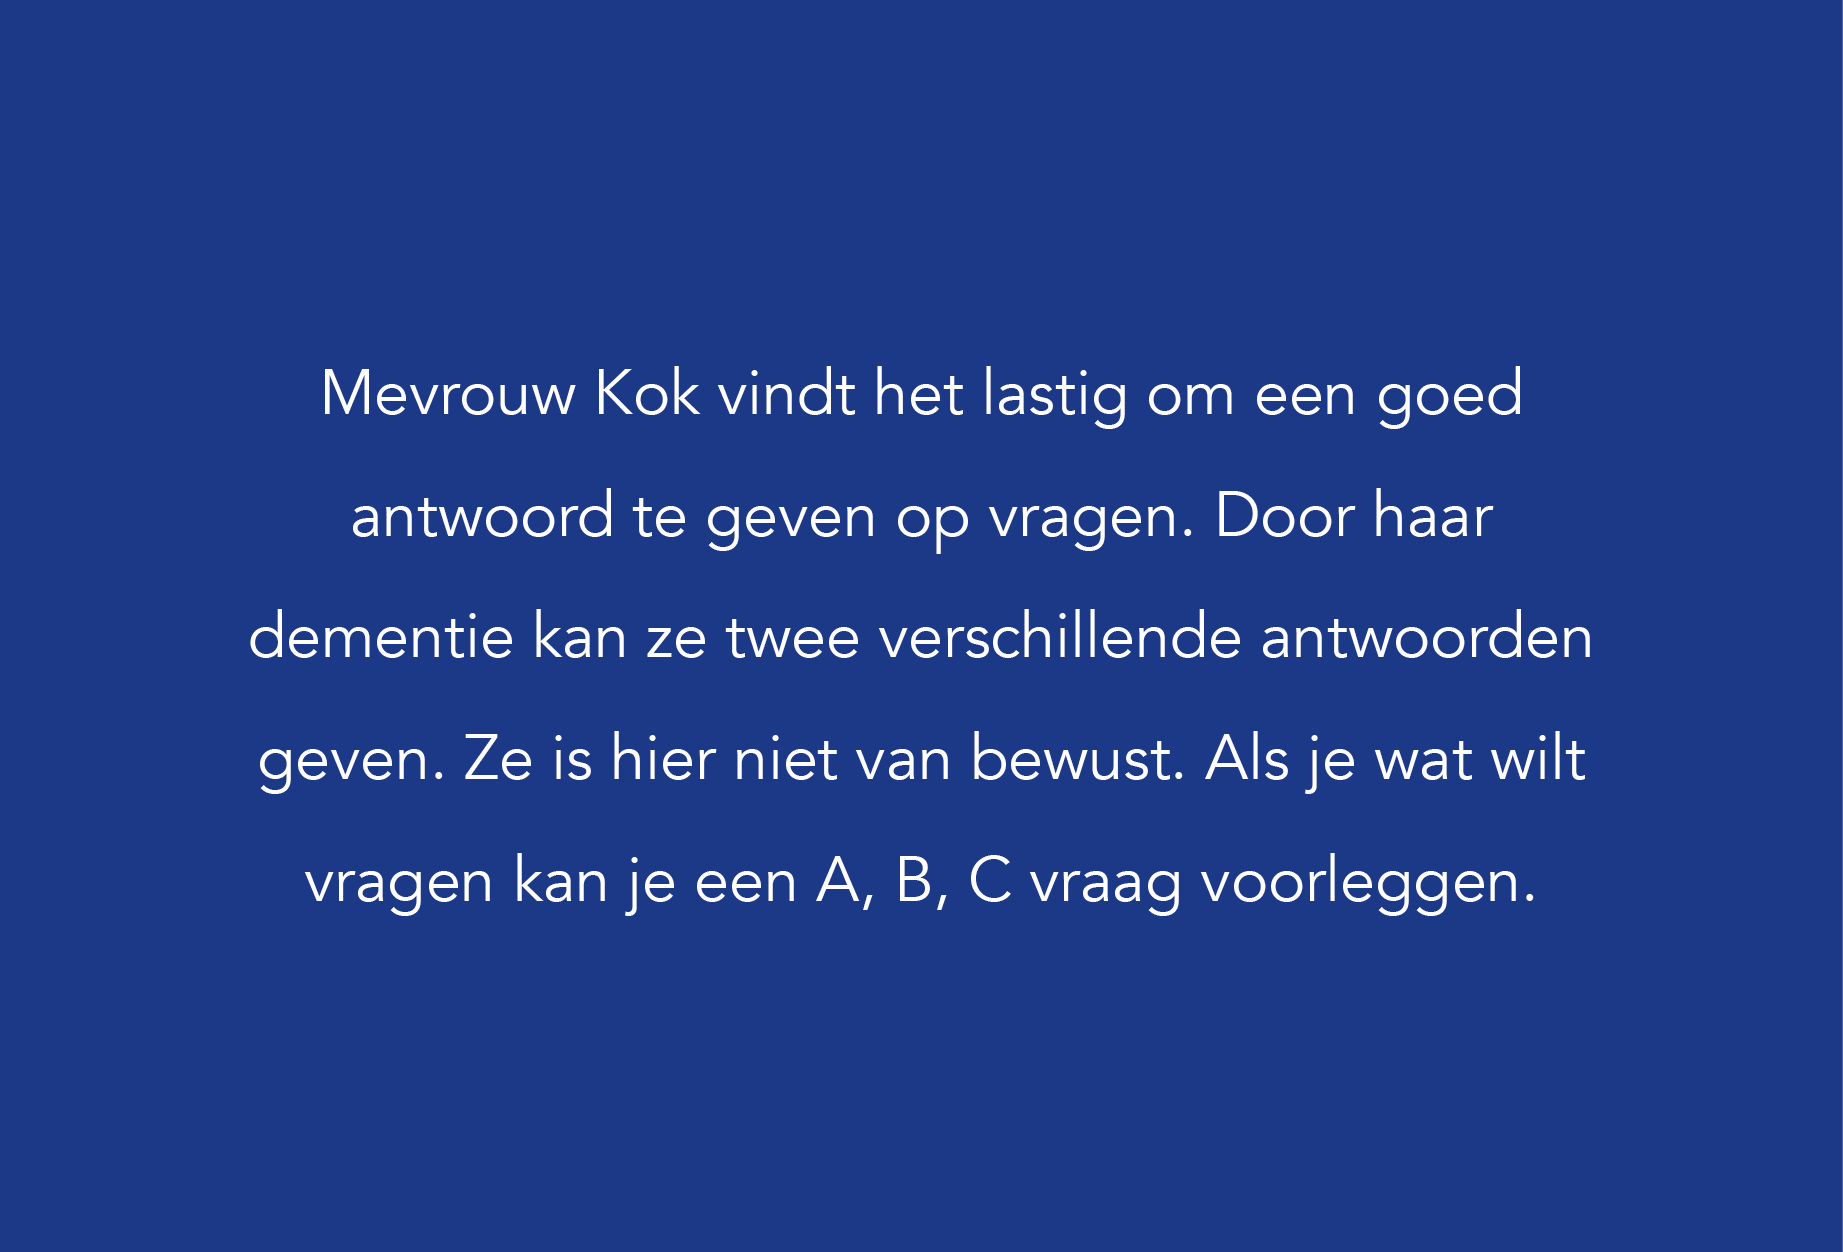 Mevrouw Kok vindt het lastig om een goed
antwoord te geven op vragen. Door haar
dementie kan ze twee verschillende antwoorden
geven. Ze is hier niet van bewust. Als je wat wilt
vragen kan je een A, B, C vraag voorleggen.